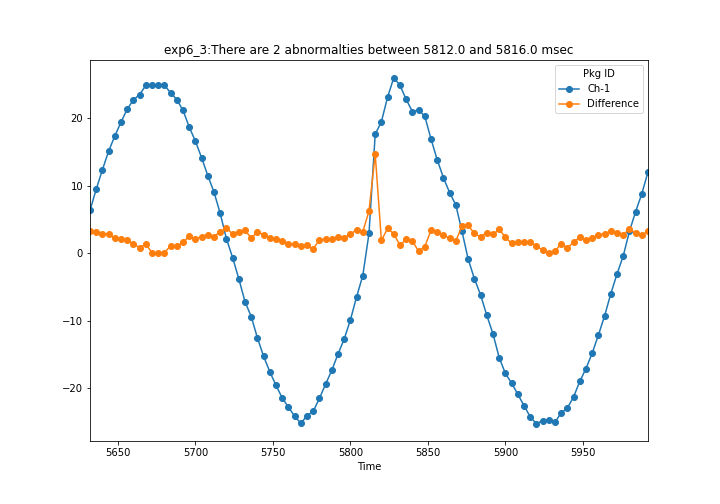 exp6_3:There are 2 abnormalties between 5812.0 and 5816.0 msec
Pkg ID
Ch-1
Difference
20
10
0
−10
−20
5650 5700 5750 5800 5850 5900 5950
Time